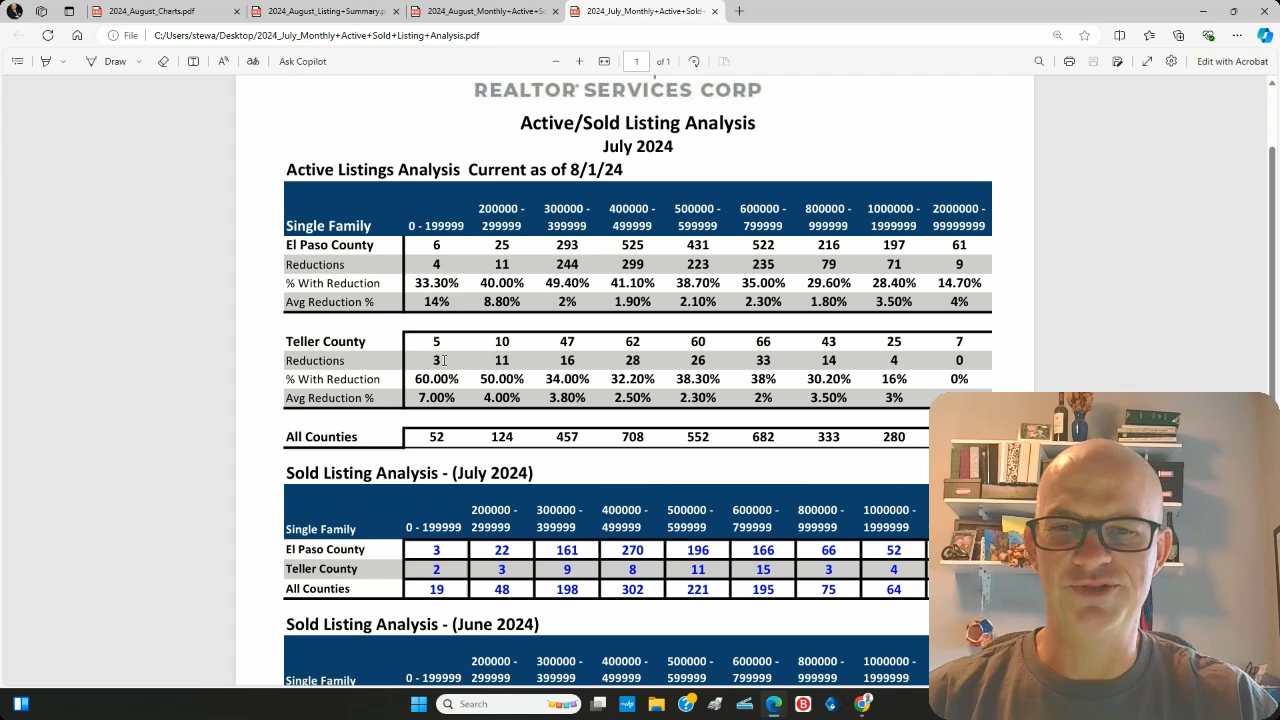 2024_August_Charts.pdf
2024_August_Listing+Summary.p
2024_August_Monthly+Active+So
2024_July_Monthly+Active+Sold+
File C:/Users/stewa/Desktop/2024_July_Monthly+Active+Sold+Listing+Analysis.pdf
Draw Ask Copilot 1 of 1 Edit with Acrobat
REALTOR® SERVICES CORP
Active/Sold Listing Analysis
July 2024
Active Listings Analysis Current as of 8/1/24
Single Family 0 - 199999 200000 - 299999 300000 - 399999 400000 - 499999 500000 - 599999 600000 - 799999 800000 - 999999 1000000 - 1999999 2000000 - 99999999
El Paso County 6 25 293 525 431 522 216 197 61
Reductions 4 11 244 299 223 235 79 71 9
% With Reduction 33.30% 40.00% 49.40% 41.10% 38.70% 35.00% 29.60% 28.40% 14.70%
Avg Reduction % 14% 8.80% 2% 1.90% 2.10% 2.30% 1.80% 3.50% 4%
Teller County 5 10 47 62 60 66 43 25 7
Reductions 3 11 16 28 26 33 14 4 0
% With Reduction 60.00% 50.00% 34.00% 32.20% 38.30% 38% 30.20% 16% 0%
Avg Reduction % 7.00% 4.00% 3.80% 2.50% 2.30% 2% 3.50% 3%
All Counties 52 124 457 708 552 682 333 280
Sold Listing Analysis - (July 2024)
Single Family 0 - 199999 200000 - 299999 300000 - 399999 400000 - 499999 500000 - 599999 600000 - 799999 800000 - 999999 1000000 - 1999999
El Paso County 3 22 161 270 196 166 66 52
Teller County 2 3 9 8 11 15 3 4
All Counties 19 48 198 302 221 195 75 64
Sold Listing Analysis - (June 2024)
Single Family 0 - 199999 200000 - 299999 300000 - 399999 400000 - 499999 500000 - 599999 600000 - 799999 800000 - 999999 1000000 - 1999999
Search